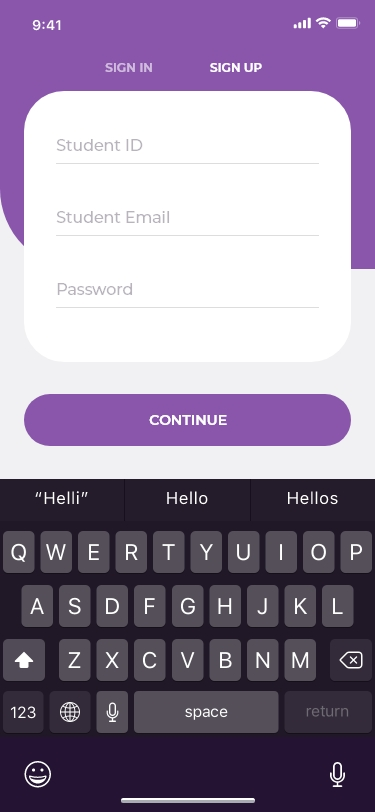 9:41
SIGN IN SIGN UP
Student ID
Student Email
Password
CONTINUE
“Helli” Hello Hellos
Q W E R T Y U I O P
A S D F G H J K L
Z X C V B N M
123 space return